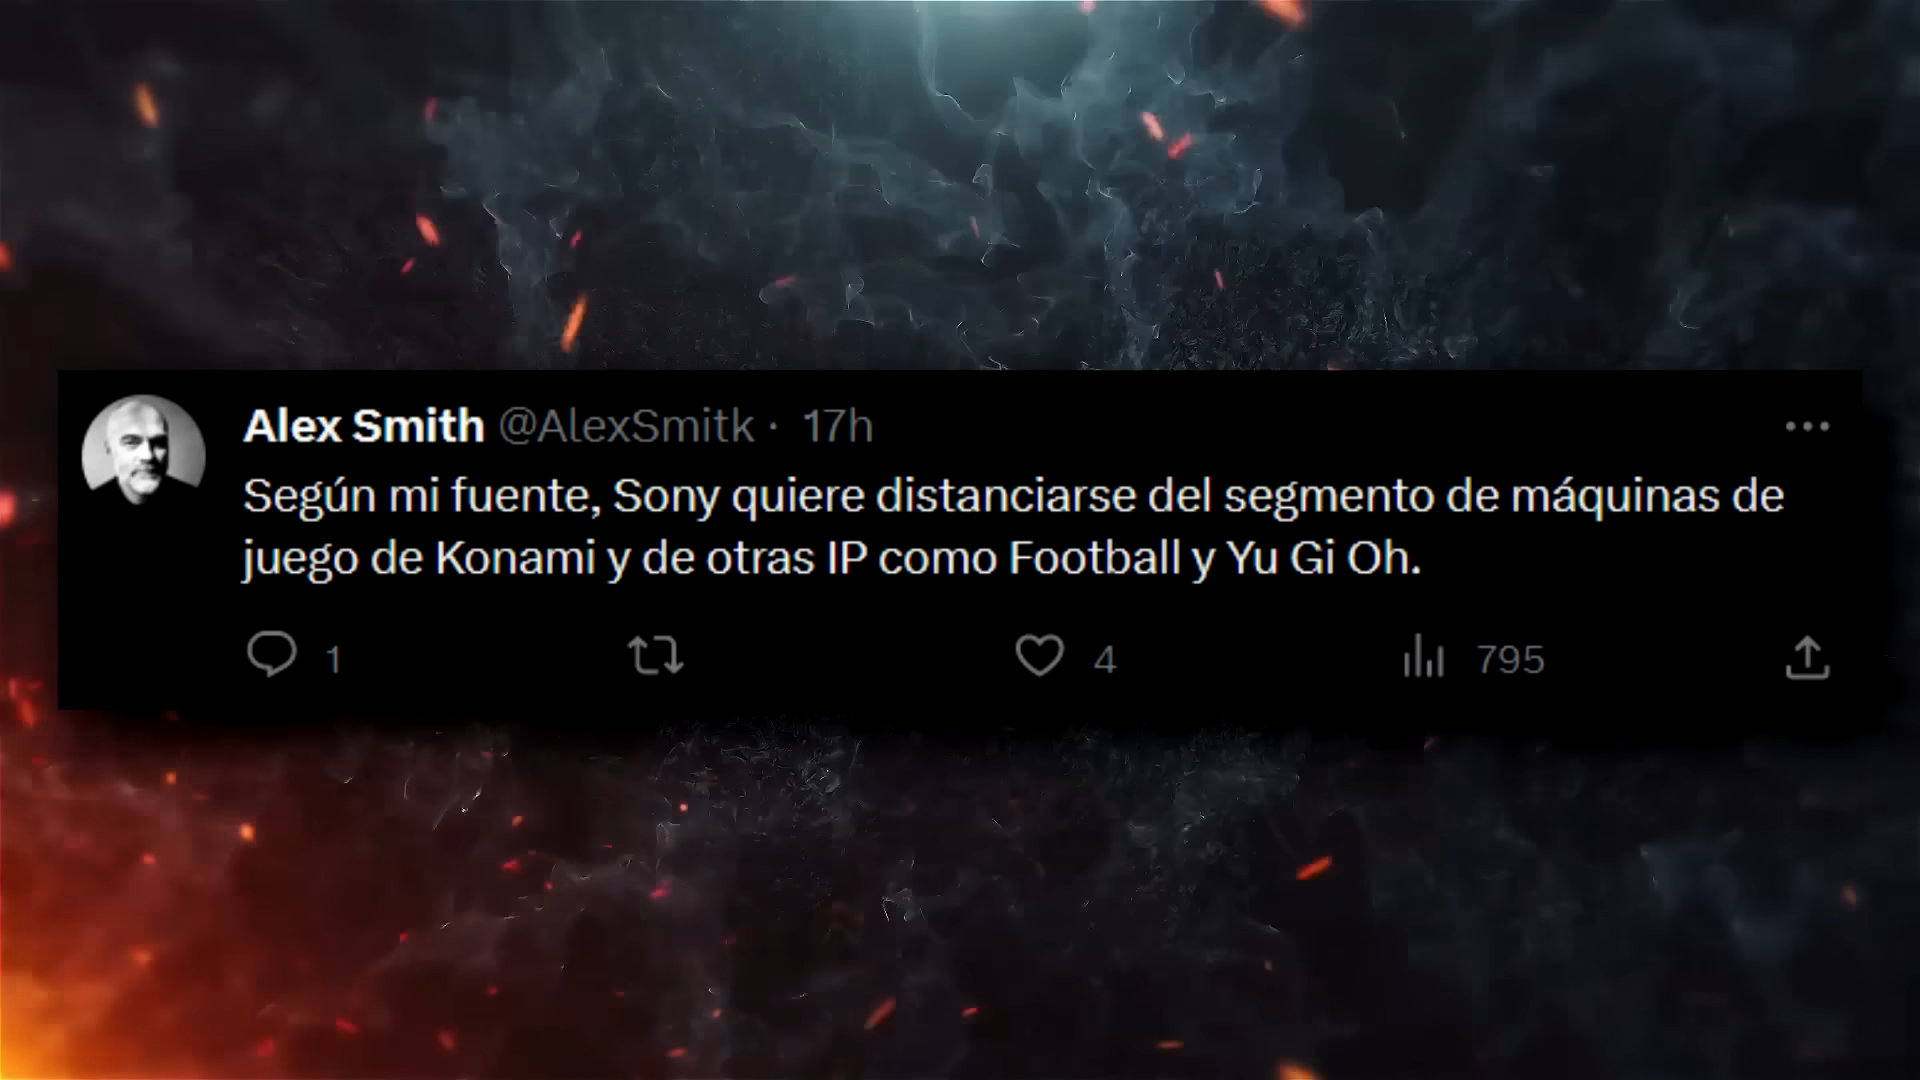 Alex Smith @AlexSmitk · 17h
Según mi fuente, Sony quiere distanciarse del segmento de máquinas de
juego de Konami y de otras IP como Football y Yu Gi Oh.
1 4 795